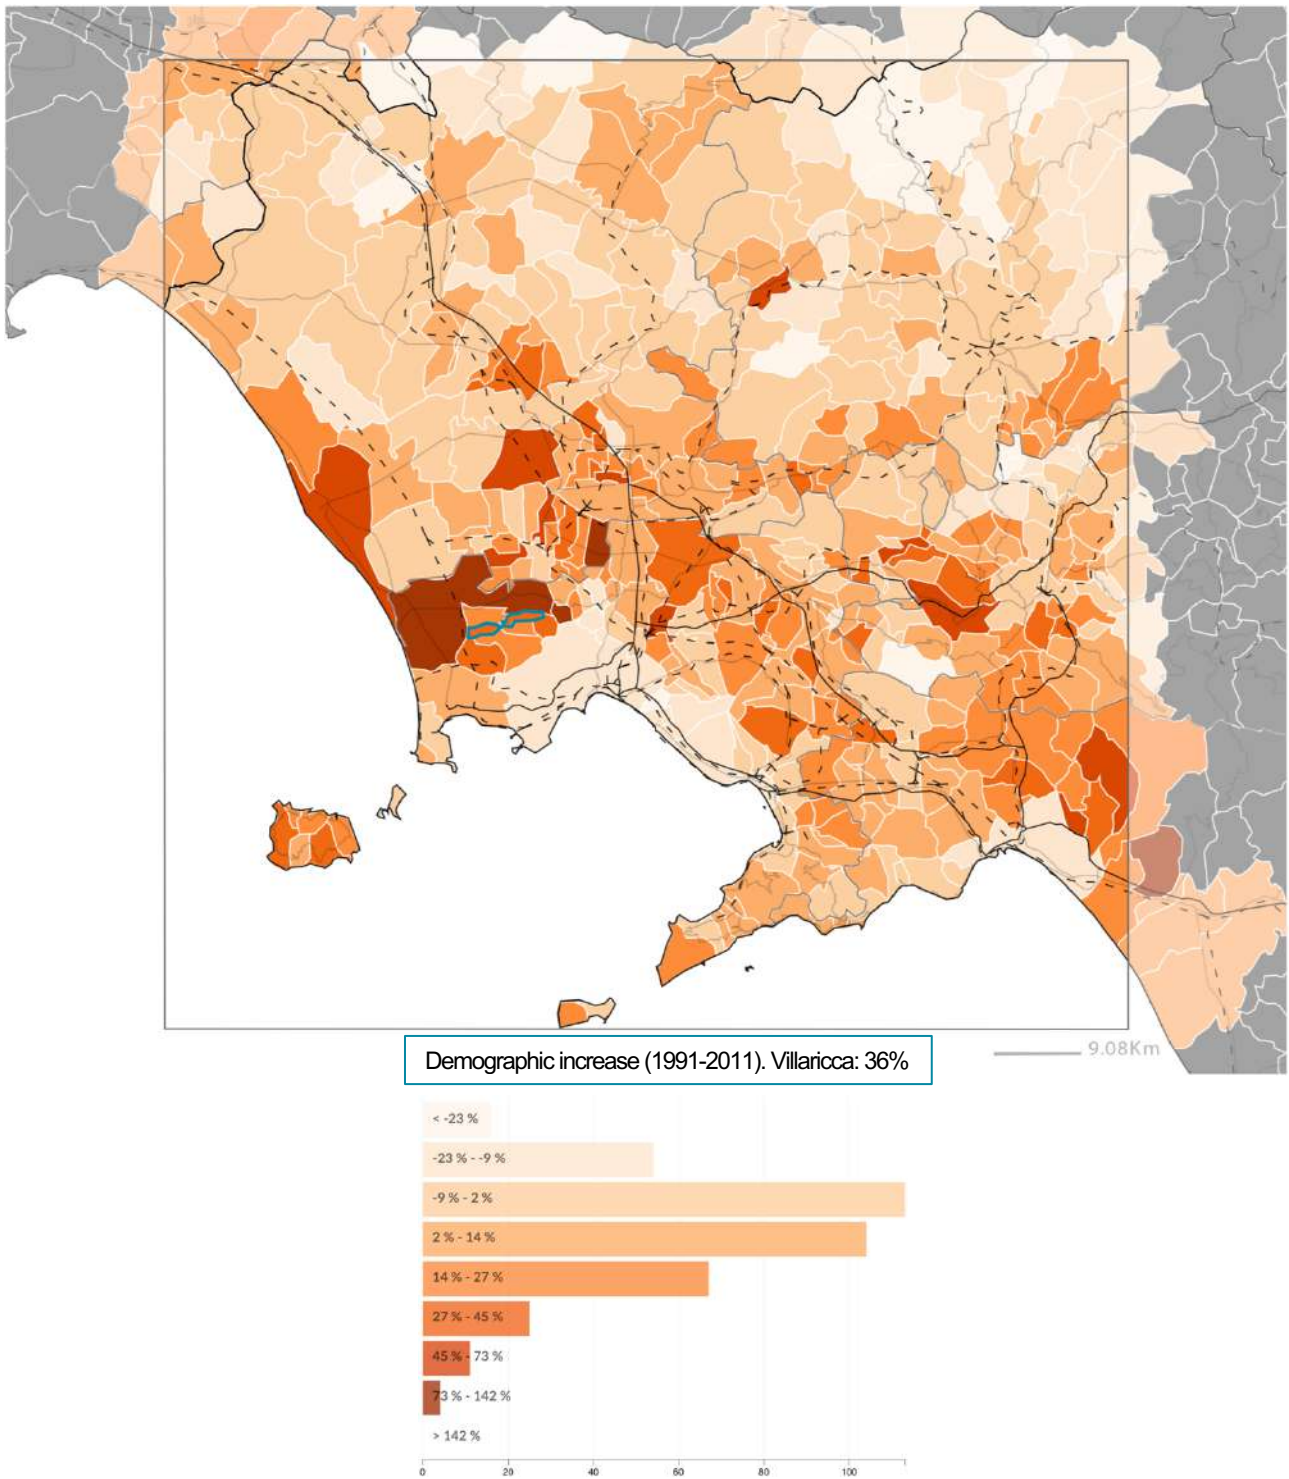 9.08Km
Demographic increase (1991-2011). Villaricca: 36%
< -23 %
-23 % - -9 %
-9 % - 2 %
2 % - 14 %
14 % - 27 %
27 % - 45 %
45 % - 73 %
73 % - 142 %
> 142 %
0 20 40 60 80 100